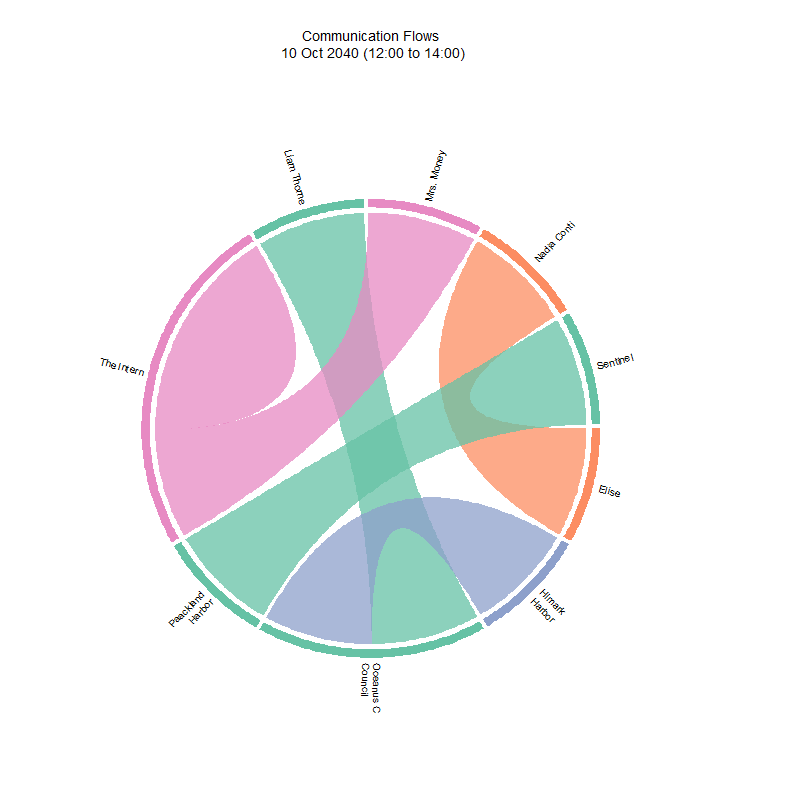 Communication Flows
10 Oct 2040 (12:00 to 14:00)
Liam Thorne
Mrs. Money
Nadja Conti
The Intern
Sentinel
Elise
Paackland
Harbor
Himark
Harbor
Oceanus C
Council